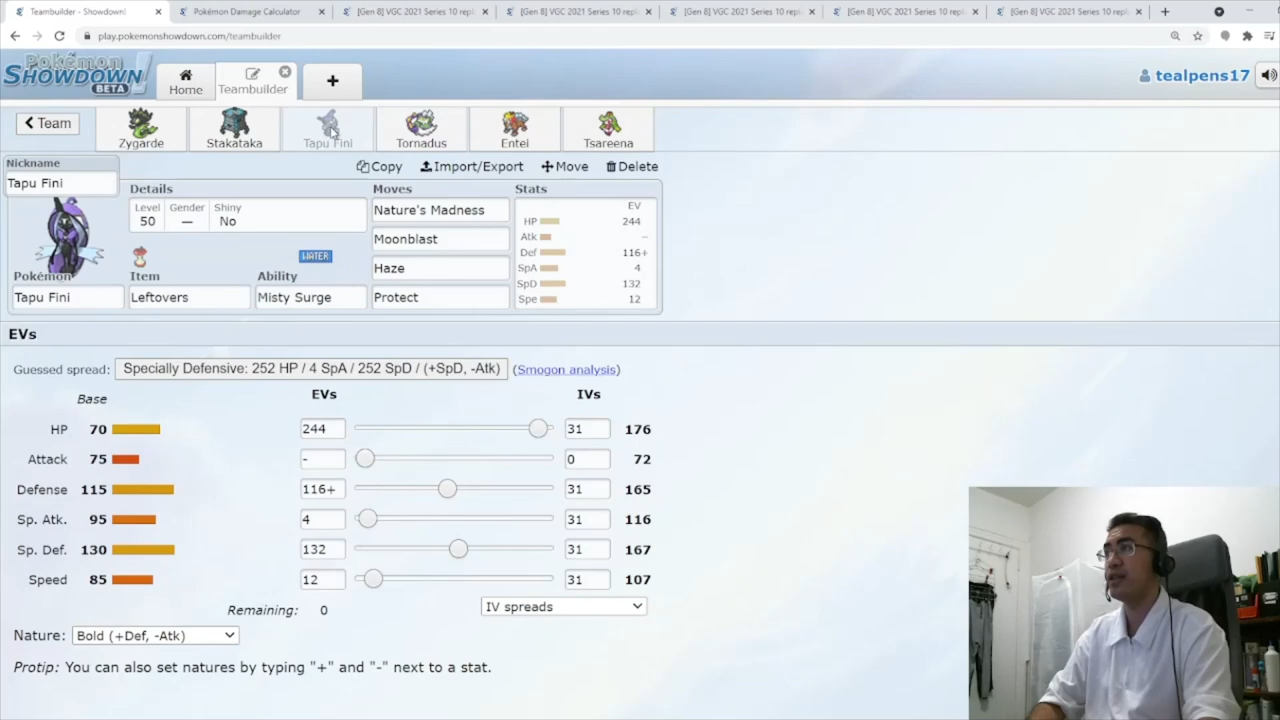 Teambuilder - Showdown!
Pokémon Damage Calculator
[Gen 8] VGC 2021 Series 10 repl
[Gen 8] VGC 2021 Series 10 repl
[Gen 8] VGC 2021 Series 10 repl
[Gen 8] VGC 2021 Series 10 repl
[Gen 8] VGC 2021 Series 10 repl
play.pokemonshowdown.com/teambuilder
Pokémon SHOWDOWN! BETA
Home
Teambuilder
tealpens17
Team
Zygarde
Stakataka
Tapu Fini
Tornadus
Entei
Tsareena
Nickname
Tapu Fini
Copy
Import/Export
Move
Delete
Details
Level
Gender
Shiny
50
—
No
WATER
Pokémon
Tapu Fini
Item
Leftovers
Ability
Misty Surge
Moves
Nature's Madness
Moonblast
Haze
Protect
Stats
EV
HP 244
Atk –
Def 116+
SpA 4
SpD 132
Spe 12
EVs
Guessed spread: Specially Defensive: 252 HP / 4 SpA / 252 SpD / (+SpD, -Atk) (Smogon analysis)
Base EVs IVs
HP 70 244 31 176
Attack 75 - 0 72
Defense 115 116+ 31 165
Sp. Atk. 95 4 31 116
Sp. Def. 130 132 31 167
Speed 85 12 31 107
Remaining: 0 IV spreads
Nature: Bold (+Def, -Atk)
Protip: You can also set natures by typing "+" and "-" next to a stat.